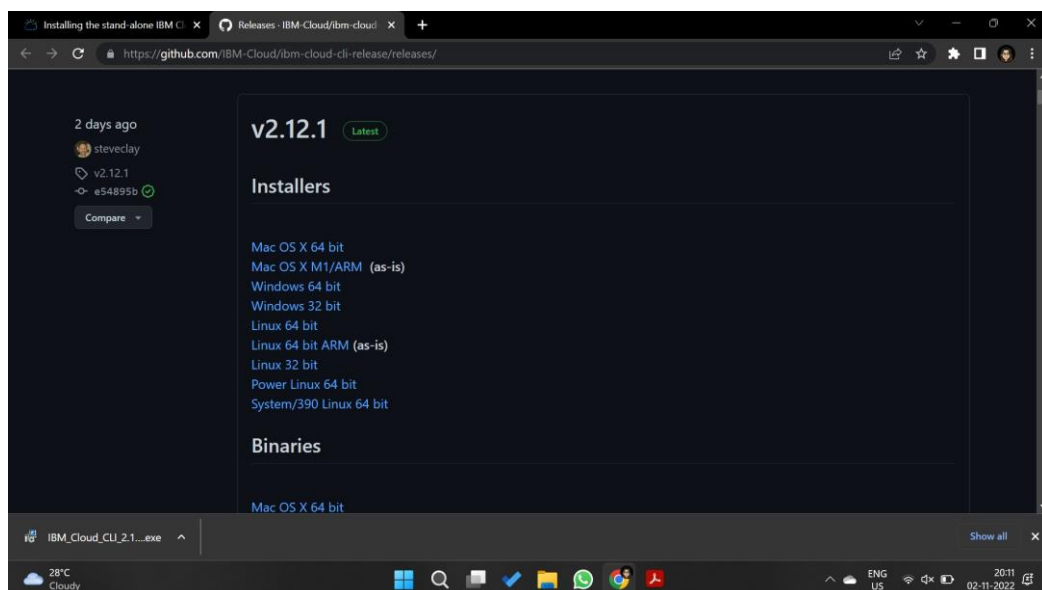 Installing the stand-alone IBM Cl
Releases · IBM-Cloud/ibm-cloud
https://github.com/IBM-Cloud/ibm-cloud-cli-release/releases/
2 days ago
steveclay
v2.12.1
e54895b
Compare
v2.12.1 Latest
Installers
Mac OS X 64 bit
Mac OS X M1/ARM (as-is)
Windows 64 bit
Windows 32 bit
Linux 64 bit
Linux 64 bit ARM (as-is)
Linux 32 bit
Power Linux 64 bit
System/390 Linux 64 bit
Binaries
Mac OS X 64 bit
IBM_Cloud_CLI_2.1....exe
Show all
28°C
Cloudy
ENG
US
20:11
02-11-2022